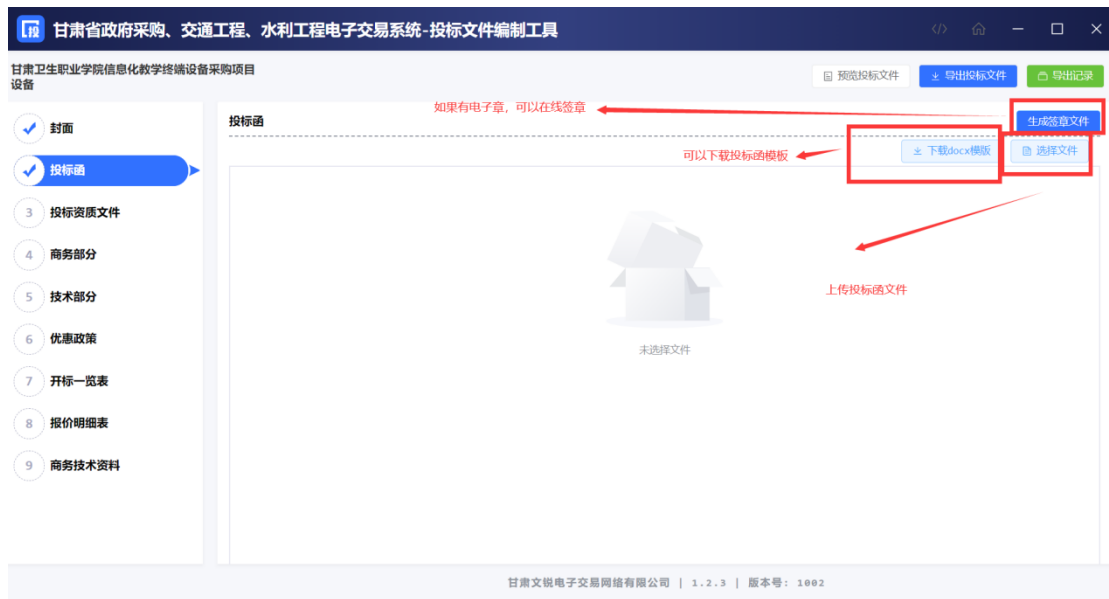 投
甘肃省政府采购、交通工程、水利工程电子交易系统-投标文件编制工具
甘肃卫生职业学院信息化教学终端设备采购项目
设备
预览投标文件
导出投标文件
导出记录
封面
投标函
3 投标资质文件
4 商务部分
5 技术部分
6 优惠政策
7 开标一览表
8 报价明细表
9 商务技术资料
投标函
如果有电子章，可以在线签章
生成签章文件
可以下载投标函模板
下载docx模版
选择文件
上传投标函文件
未选择文件
甘肃文锐电子交易网络有限公司 | 1.2.3 | 版本号: 1002